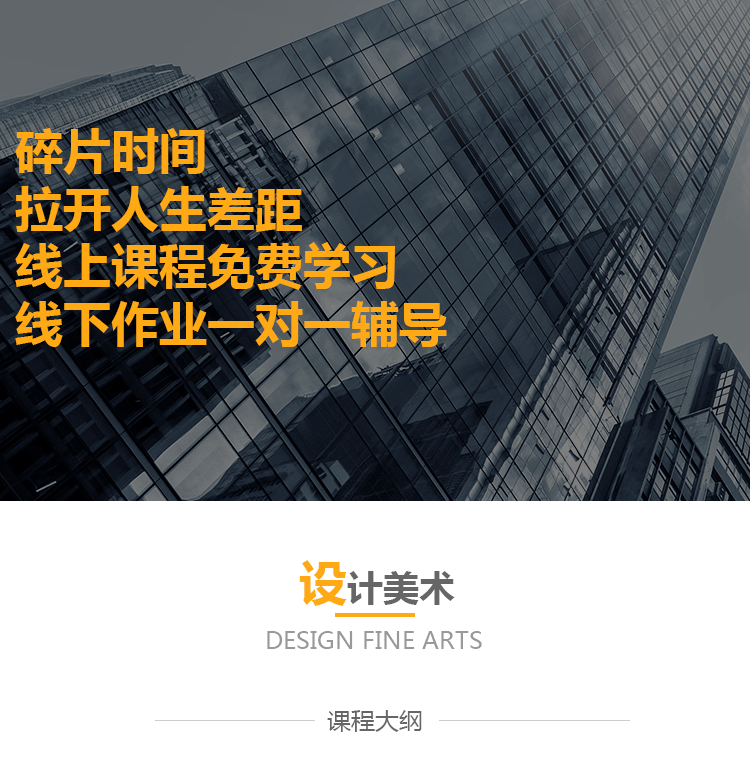 碎片时间
拉开人生差距
线上课程免费学习
线下作业一对一辅导
设计美术
DESIGN FINE ARTS
课程大纲